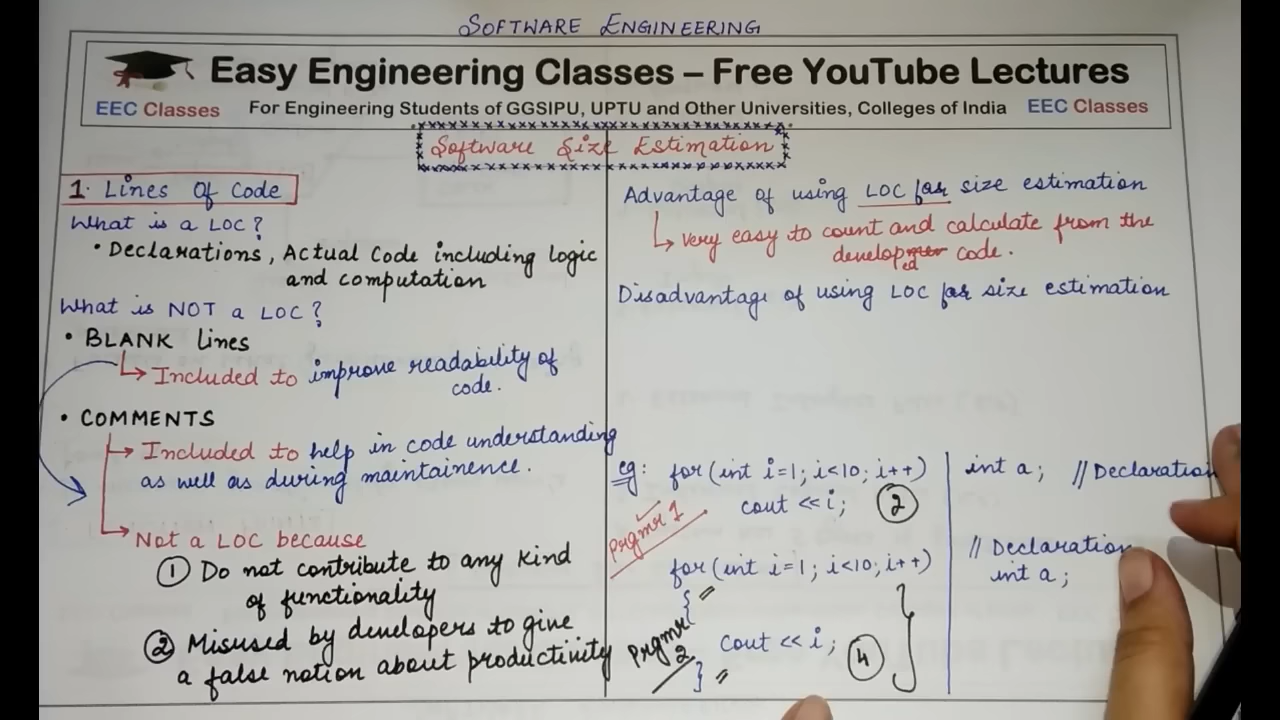 SOFTWARE ENGINEERING
Easy Engineering Classes – Free YouTube Lectures
EEC Classes For Engineering Students of GGSIPU, UPTU and Other Universities, Colleges of India EEC Classes
Software Size Estimation
1. Lines Of Code
What is a LOC?
• Declarations, Actual Code including logic
and computation
What is NOT a LOC?
• BLANK Lines
Included to improve readability of
code.
• COMMENTS
Included to help in code understanding
as well as during maintainence.
Not a LOC because
① Do not contribute to any kind
of functionality
② Misused by developers to give
a false notion about productivity
Advantage of using LOC for size estimation
very easy to count and calculate from the
developed code.
Disadvantage of using LOC for size estimation
eg: for(int i=1; i<10; i++)
cout << i; ②
Prgmr 1
for(int i=1; i<10; i++)
{
cout << i; ④
}
Prgmr 2
int a; // Declaration
// Declaration
int a;